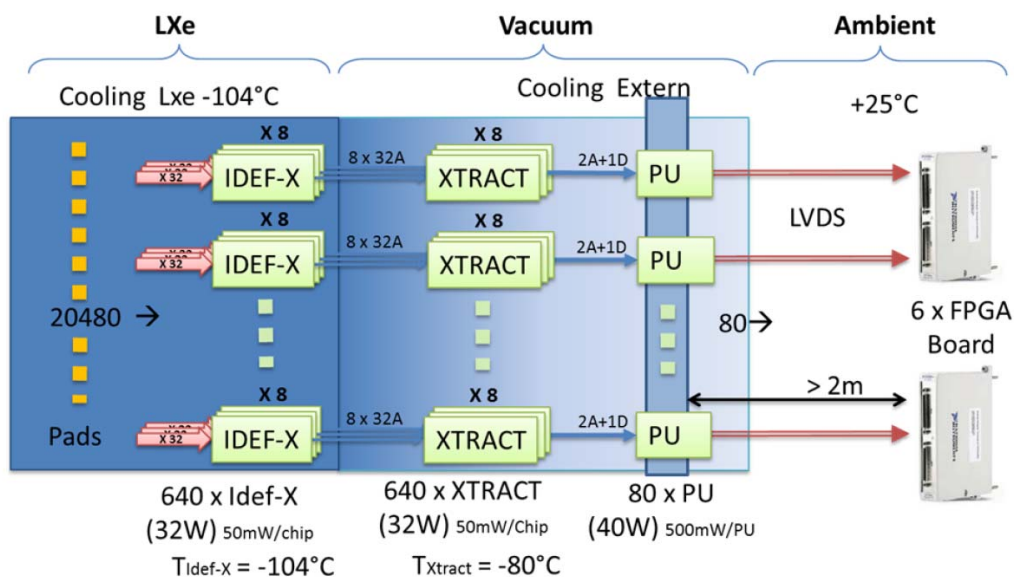 LXe Vacuum Ambient
Cooling Lxe -104°C Cooling Extern +25°C
X 8 X 8
X 32 IDEF-X 8 x 32A XTRACT 2A+1D PU
LVDS
X 8 X 8
X 32 IDEF-X 8 x 32A XTRACT 2A+1D PU
20480 → 80→ 6 x FPGA
Board
> 2m
X 8 X 8
Pads X 32 IDEF-X 8 x 32A XTRACT 2A+1D PU
640 x Idef-X 640 x XTRACT 80 x PU
(32W) 50mW/chip (32W) 50mW/Chip (40W) 500mW/PU
TIdef-X = -104°C TXtract = -80°C